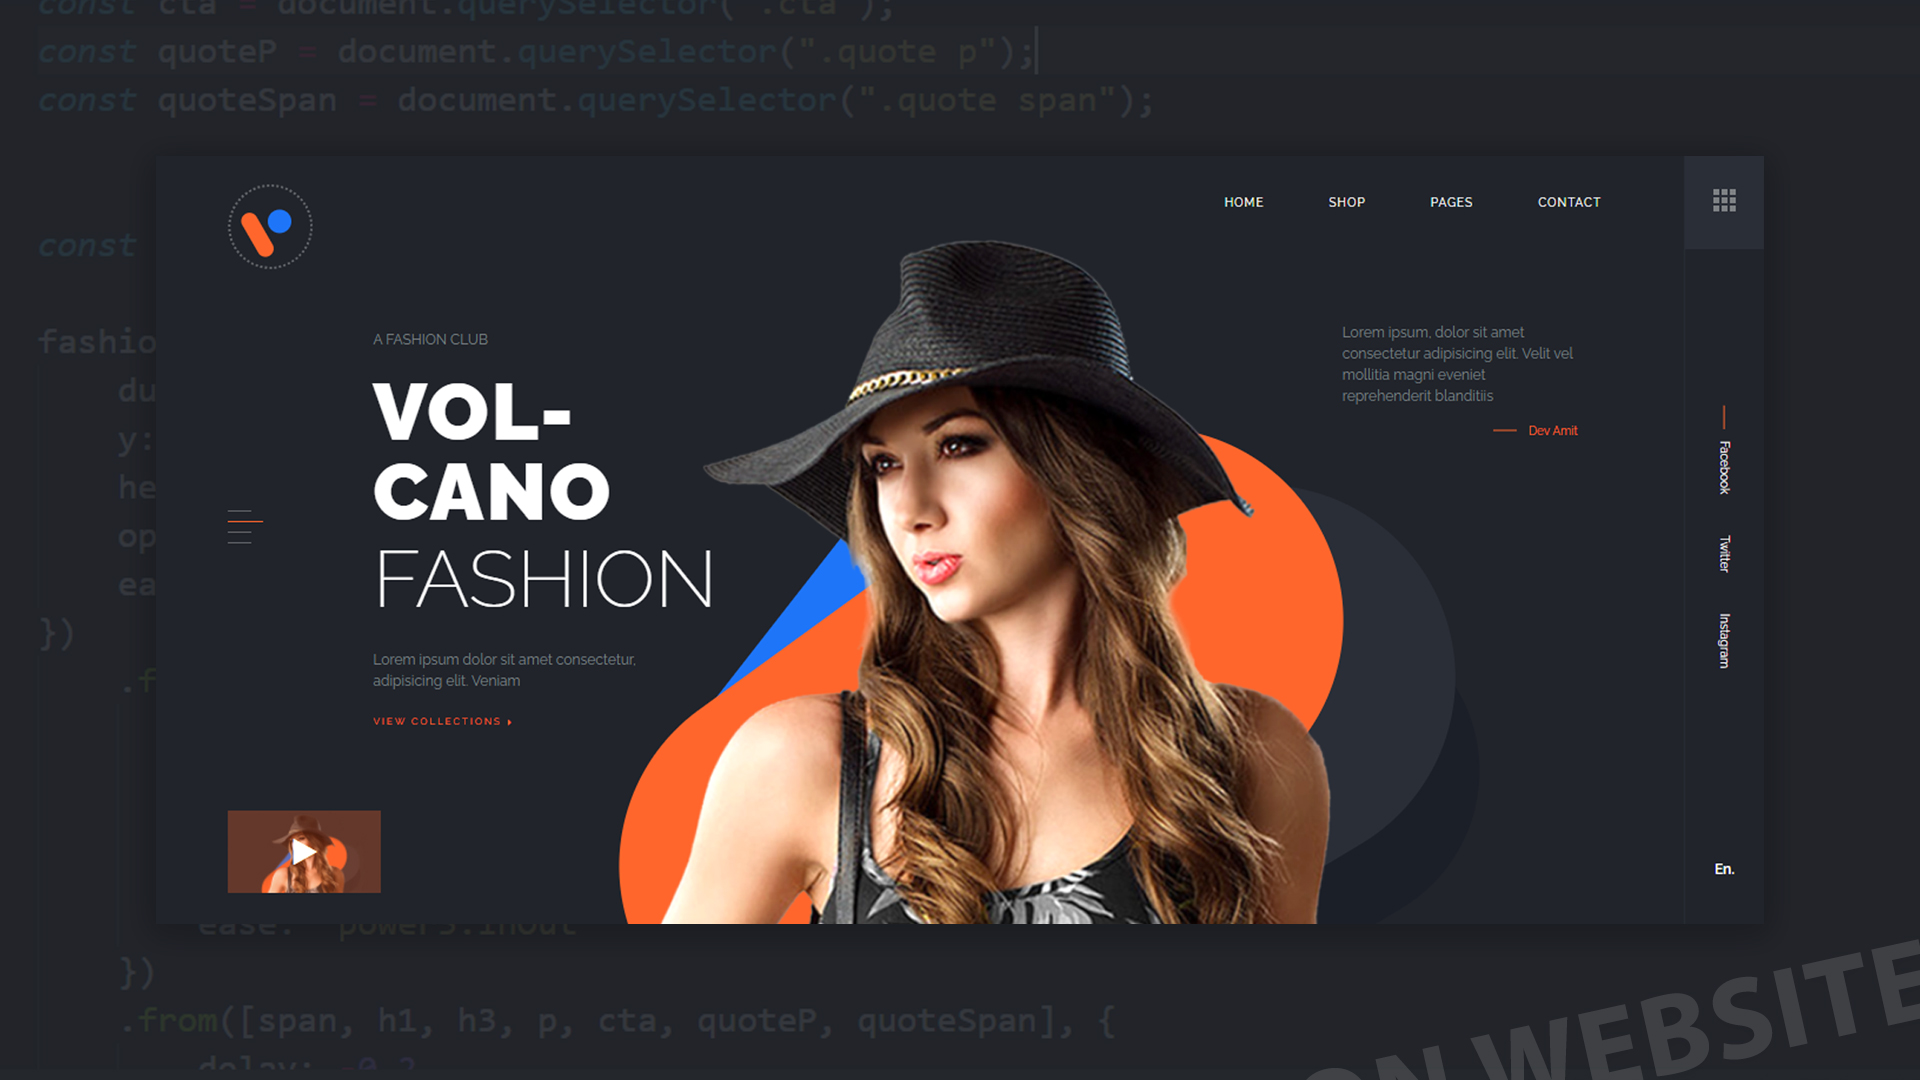 const cta = document.querySelector(".cta");
const quoteP = document.querySelector(".quote p");
const quoteSpan = document.querySelector(".quote span");
const
fashio
du
y:
he
op
ea
})
.f
HOME SHOP PAGES CONTACT
A FASHION CLUB
VOL-
CANO
FASHION
Lorem ipsum dolor sit amet consectetur,
adipisicing elit. Veniam
VIEW COLLECTIONS
Lorem ipsum, dolor sit amet
consectetur adipisicing elit. Velit vel
mollitia magni eveniet
reprehenderit blanditiis
Dev Amit
Facebook
Twitter
Instagram
En.
ease: "power3.inOut"
})
.from([span, h1, h3, p, cta, quoteP, quoteSpan], {
delay: -0.2
ON WEBSITE